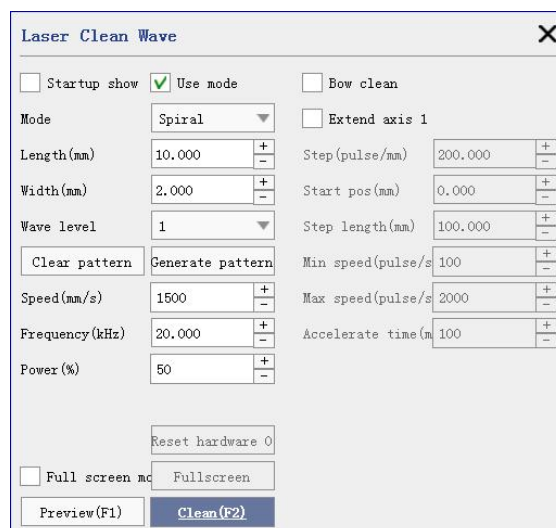 Laser Clean Wave
Startup show Use mode Bow clean
Mode Spiral Extend axis 1
Length(mm) 10.000 + - Step(pulse/mm) 200.000 + -
Width(mm) 2.000 + - Start pos(mm) 0.000 + -
Wave level 1 Step length(mm) 100.000 + -
Clear pattern Generate pattern Min speed(pulse/s 100 + -
Speed(mm/s) 1500 + - Max speed(pulse/s 2000 + -
Frequency(kHz) 20.000 + - Accelerate time(m 100 + -
Power(%) 50 + -
Reset hardware 0
Full screen mo Fullscreen
Preview(F1) Clean(F2)